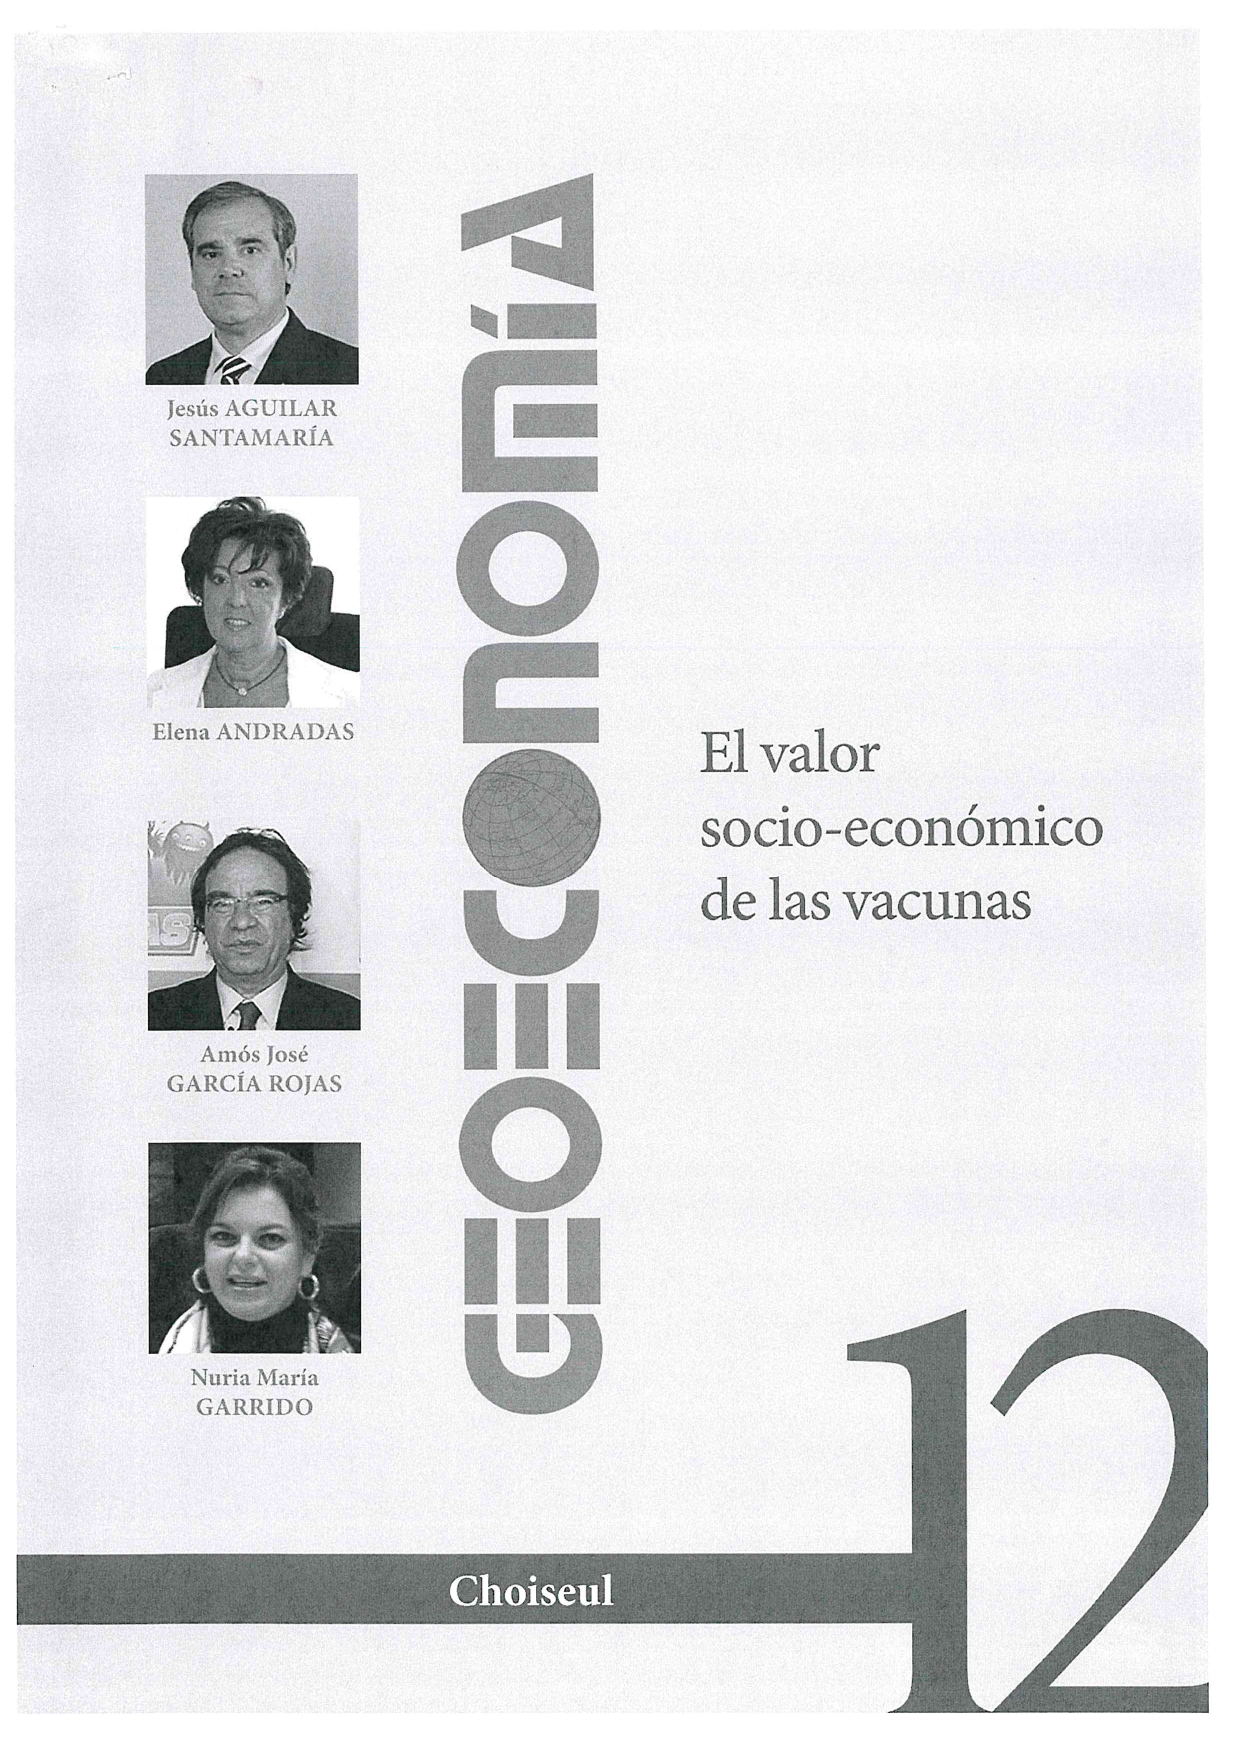 Jesús AGUILAR
SANTAMARÍA
Elena ANDRADAS
Amós José
GARCÍA ROJAS
Nuria María
GARRIDO
GEOECONOMÍA
El valor
socio-económico
de las vacunas
12
Choiseul